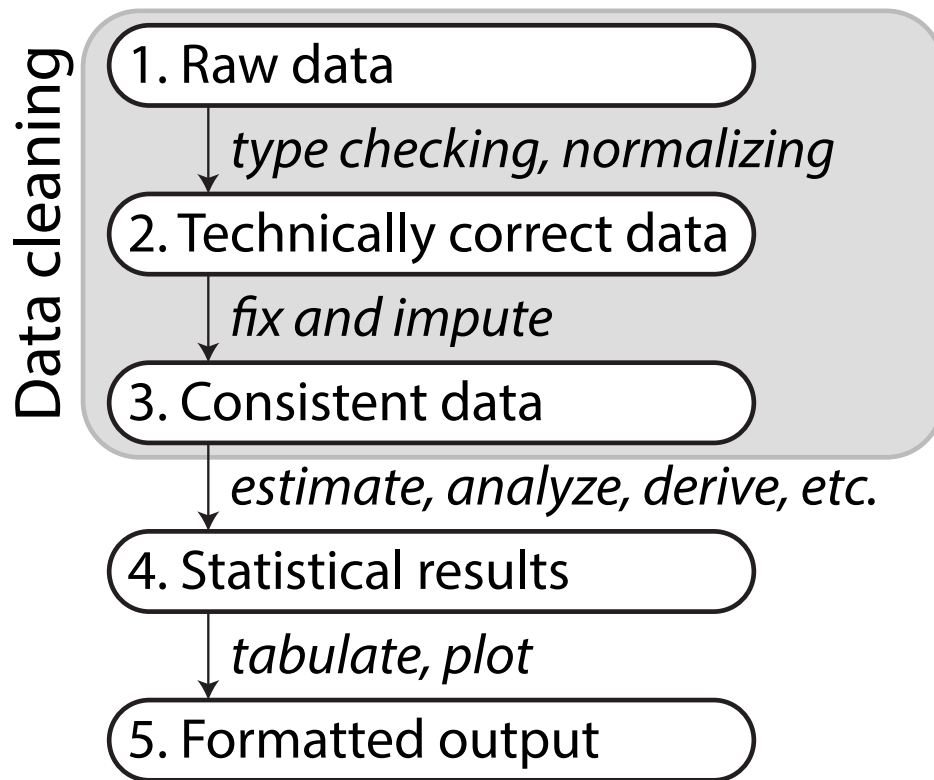 Data cleaning
1. Raw data
type checking, normalizing
2. Technically correct data
fix and impute
3. Consistent data
estimate, analyze, derive, etc.
4. Statistical results
tabulate, plot
5. Formatted output